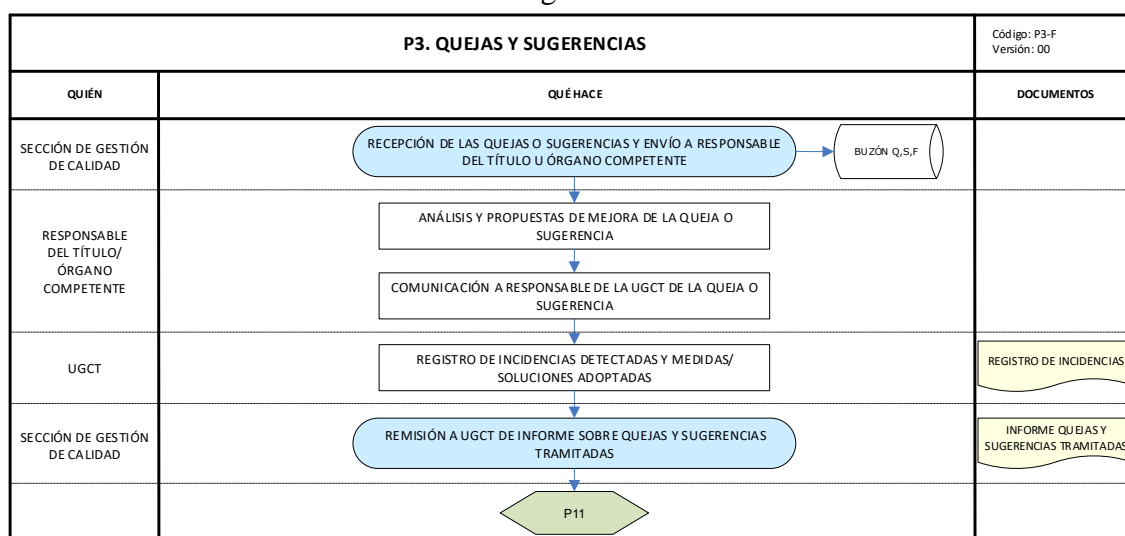 P3. QUEJAS Y SUGERENCIAS
Código: P3-F
Versión: 00
QUIÉN
QUÉ HACE
DOCUMENTOS
SECCIÓN DE GESTIÓN
DE CALIDAD
RECEPCIÓN DE LAS QUEJAS O SUGERENCIAS Y ENVÍO A RESPONSABLE
DEL TÍTULO U ÓRGANO COMPETENTE
BUZÓN Q,S,F
RESPONSABLE
DEL TÍTULO/
ÓRGANO
COMPETENTE
ANÁLISIS Y PROPUESTAS DE MEJORA DE LA QUEJA O
SUGERENCIA
COMUNICACIÓN A RESPONSABLE DE LA UGCT DE LA QUEJA O
SUGERENCIA
UGCT
REGISTRO DE INCIDENCIAS DETECTADAS Y MEDIDAS/
SOLUCIONES ADOPTADAS
REGISTRO DE INCIDENCIAS
SECCIÓN DE GESTIÓN
DE CALIDAD
REMISIÓN A UGCT DE INFORME SOBRE QUEJAS Y SUGERENCIAS
TRAMITADAS
INFORME QUEJAS Y
SUGERENCIAS TRAMITADAS
P11